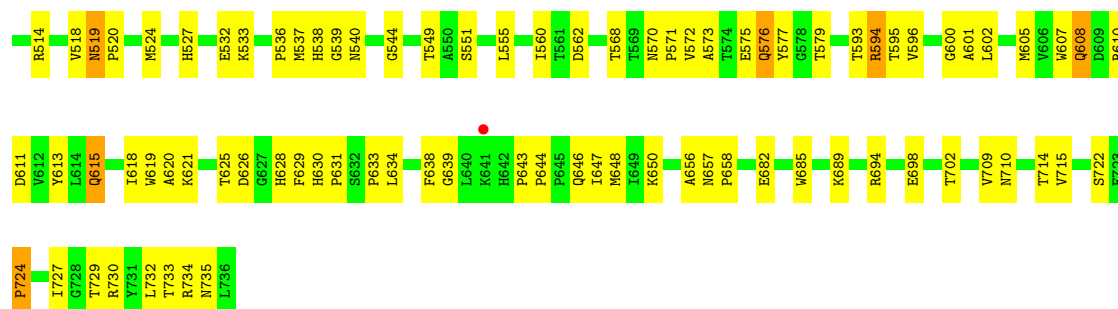 R514 V518 N519 P520 M524 H527 E532 K533 P536 M537 H538 G539 N540 G544 T549 A550 S551 L555 I560 T561 D562 T568 T569 N570 P571 V572 A573 T574 E575 Q576 Y577 G578 T579 T593 R594 T595 V596 G600 A601 L602 M605 V606 W607 Q608 D609
D611 V612 Y613 L614 Q615 I618 W619 A620 K621 T625 D626 G627 H628 F629 H630 P631 S632 P633 L634 F638 G639 L640 K641 H642 P643 P644 P645 Q646 I647 M648 I649 K650 A656 N657 P658 E682 W685 K689 R694 E698 T702 V709 N710 T714 V715 S722
P724 I727 G728 T729 R730 Y731 L732 T733 R734 N735 L736